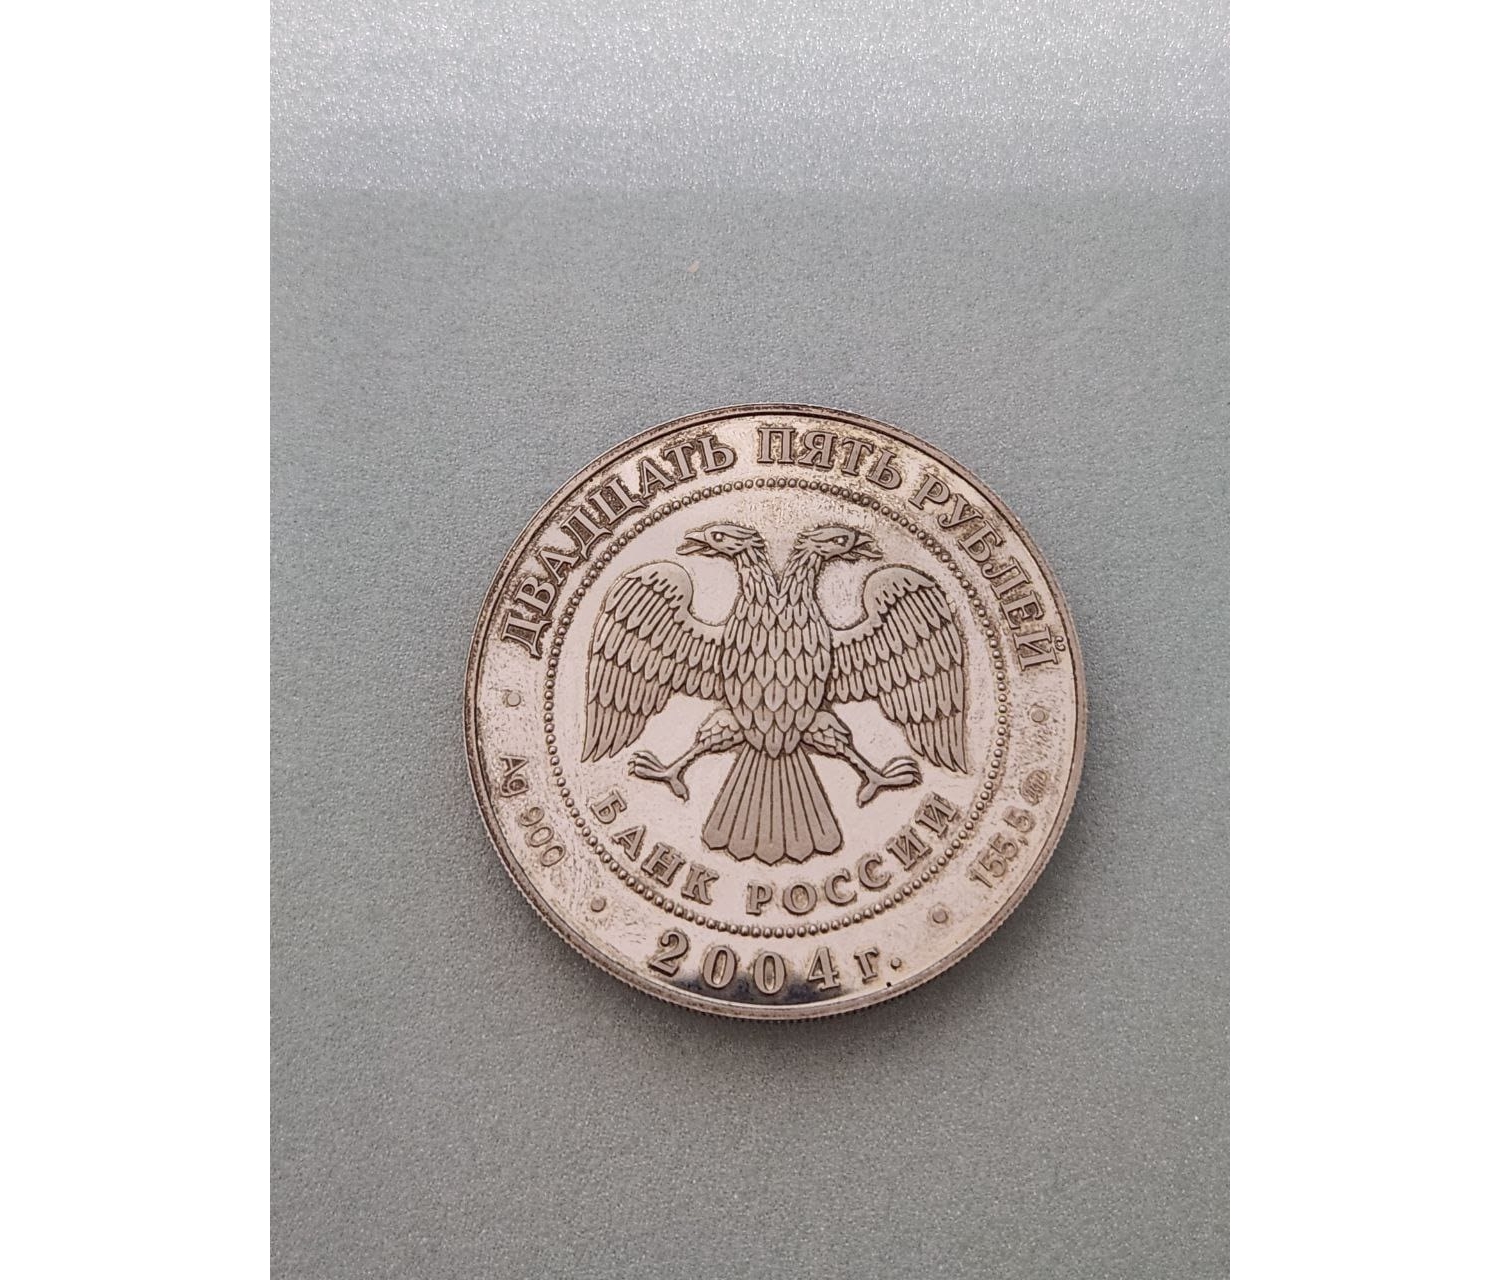 ДВАДЦАТЬ ПЯТЬ РУБЛЕЙ
БАНК РОССИИ
Ag 900
2004 г.
155,5